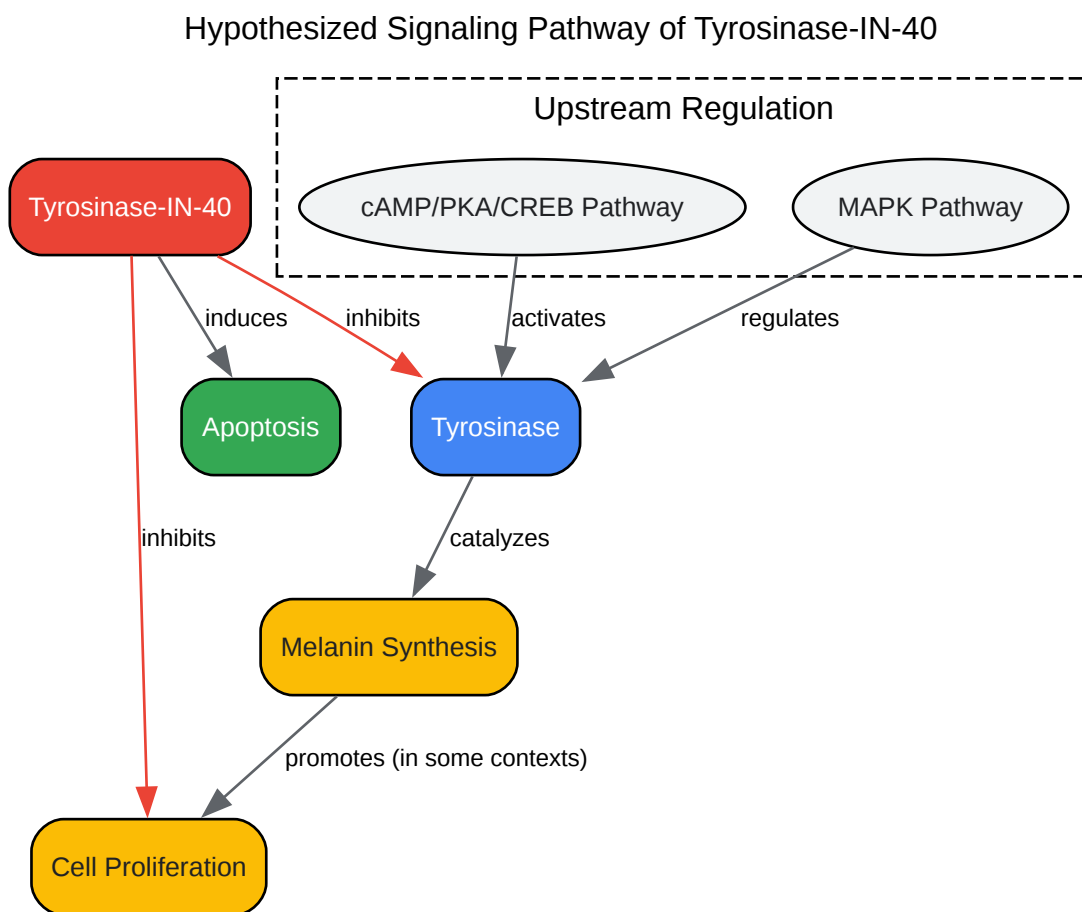 Hypothesized Signaling Pathway of Tyrosinase-IN-40
Upstream Regulation
Tyrosinase-IN-40
cAMP/PKA/CREB Pathway
MAPK Pathway
induces
inhibits
activates
regulates
Apoptosis
Tyrosinase
inhibits
catalyzes
Melanin Synthesis
promotes (in some contexts)
Cell Proliferation